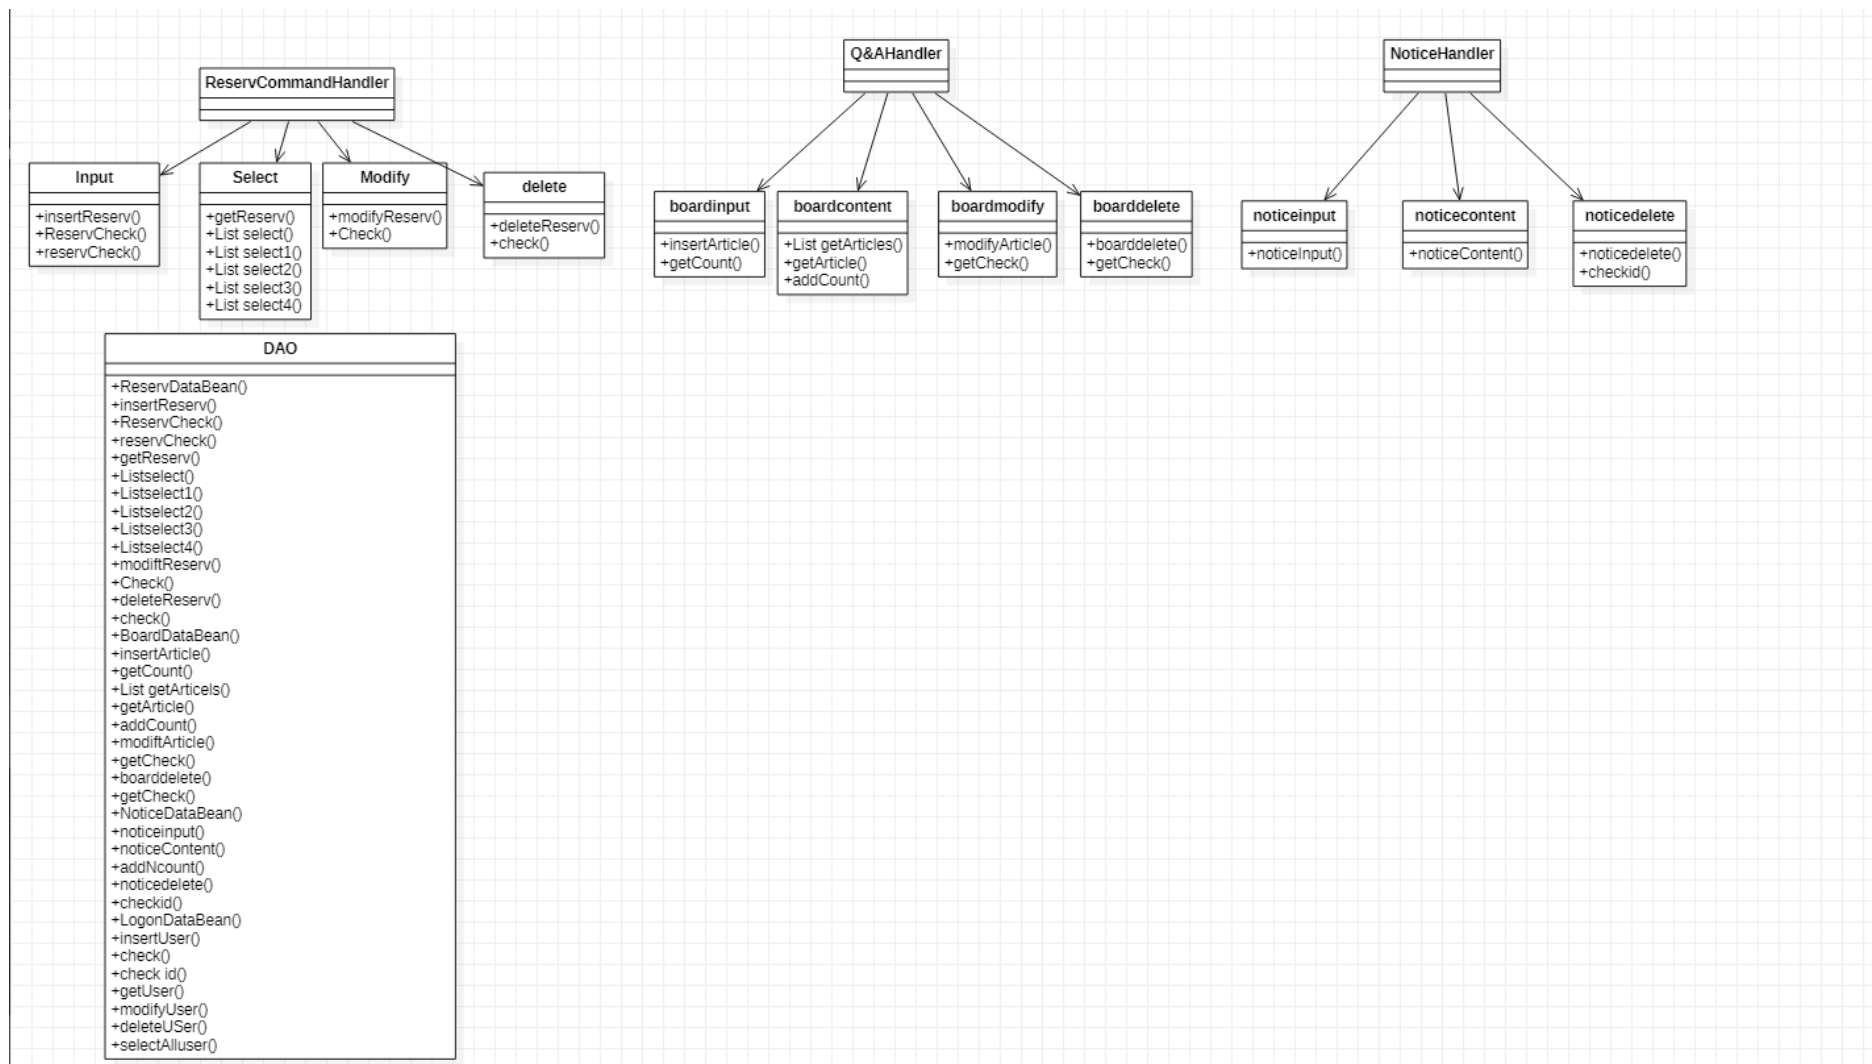 ReservCommandHandler
Input
+insertReserv()
+ReservCheck()
+reservCheck()
Select
+getReserv()
+List select()
+List select1()
+List select2()
+List select3()
+List select4()
Modify
+modifyReserv()
+Check()
delete
+deleteReserv()
+check()
Q&AHandler
boardinput
+insertArticle()
+getCount()
boardcontent
+List getArticles()
+getArticle()
+addCount()
boardmodify
+modifyArticle()
+getCheck()
boarddelete
+boarddelete()
+getCheck()
NoticeHandler
noticeinput
+noticeInput()
noticecontent
+noticeContent()
noticedelete
+noticedelete()
+checkid()
DAO
+ReservDataBean()
+insertReserv()
+ReservCheck()
+reservCheck()
+getReserv()
+Listselect()
+Listselect1()
+Listselect2()
+Listselect3()
+Listselect4()
+modiftReserv()
+Check()
+deleteReserv()
+check()
+BoardDataBean()
+insertArticle()
+getCount()
+List getArticels()
+getArticle()
+addCount()
+modiftArticle()
+getCheck()
+boarddelete()
+getCheck()
+NoticeDataBean()
+noticeinput()
+noticeContent()
+addNcount()
+noticedelete()
+checkid()
+LogonDataBean()
+insertUser()
+check()
+check id()
+getUser()
+modifyUser()
+deleteUSer()
+selectAlluser()